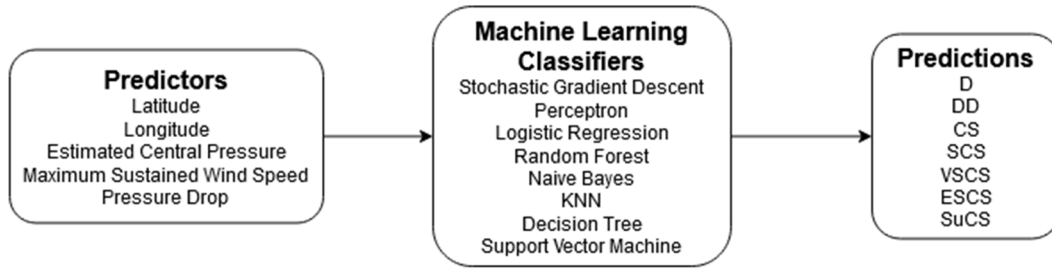 Predictors
Latitude
Longitude
Estimated Central Pressure
Maximum Sustained Wind Speed
Pressure Drop
Machine Learning
Classifiers
Stochastic Gradient Descent
Perceptron
Logistic Regression
Random Forest
Naive Bayes
KNN
Decision Tree
Support Vector Machine
Predictions
D
DD
CS
SCS
VSCS
ESCS
SuCS